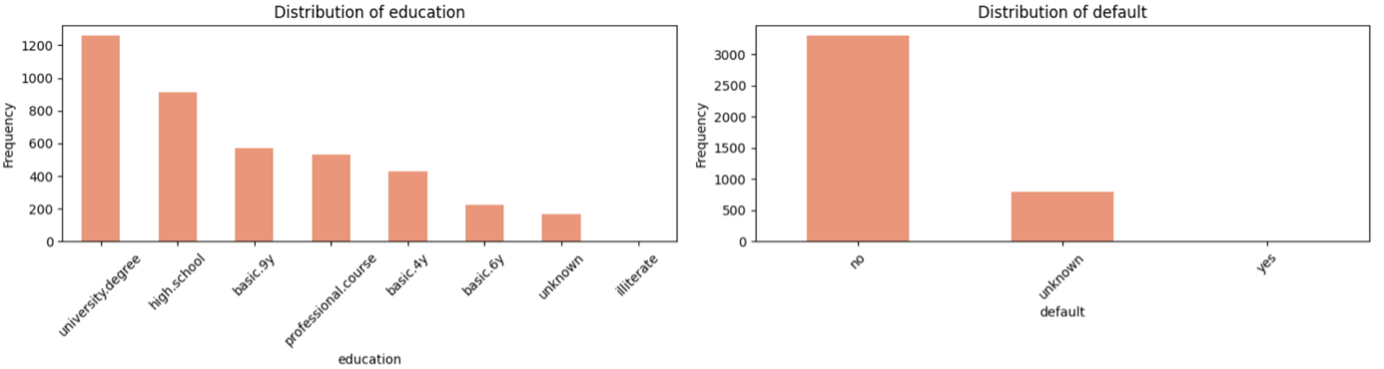 Distribution of education
Frequency
1200
1000
800
600
400
200
0
university.degree
high.school
basic.9y
professional.course
basic.4y
basic.6y
unknown
illiterate
education
Distribution of default
Frequency
3000
2500
2000
1500
1000
500
0
no
unknown
yes
default